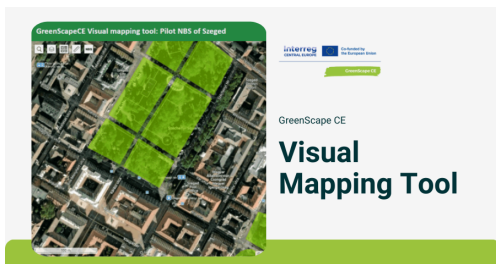 GreenScapeCE Visual mapping tool: Pilot NBS of Szeged
Interreg
CENTRAL EUROPE
Co-funded by
the European Union
GreenScape CE
GreenScape CE
Visual
Mapping Tool